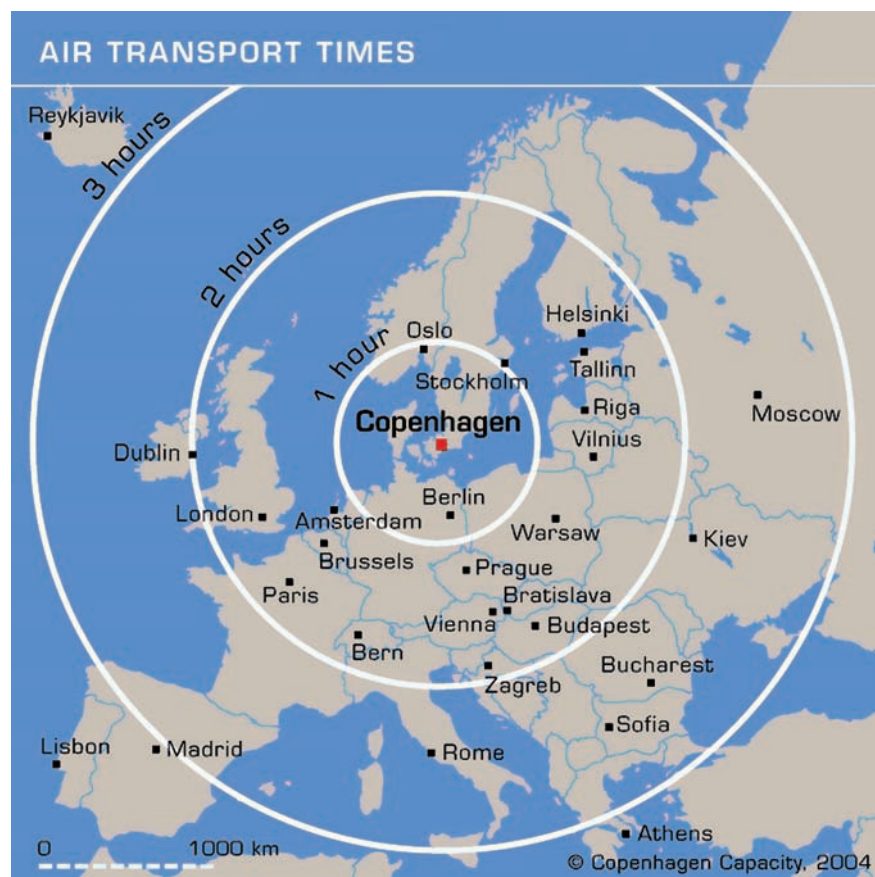 AIR TRANSPORT TIMES
Reykjavik
3 hours
2 hours
1 hour
Oslo
Helsinki
Tallinn
Stockholm
Moscow
Copenhagen
Riga
Vilnius
Dublin
Berlin
London
Amsterdam
Warsaw
Kiev
Brussels
Prague
Paris
Bratislava
Vienna
Budapest
Bern
Bucharest
Zagreb
Sofia
Lisbon
Madrid
Rome
Athens
0 1000 km
© Copenhagen Capacity, 2004